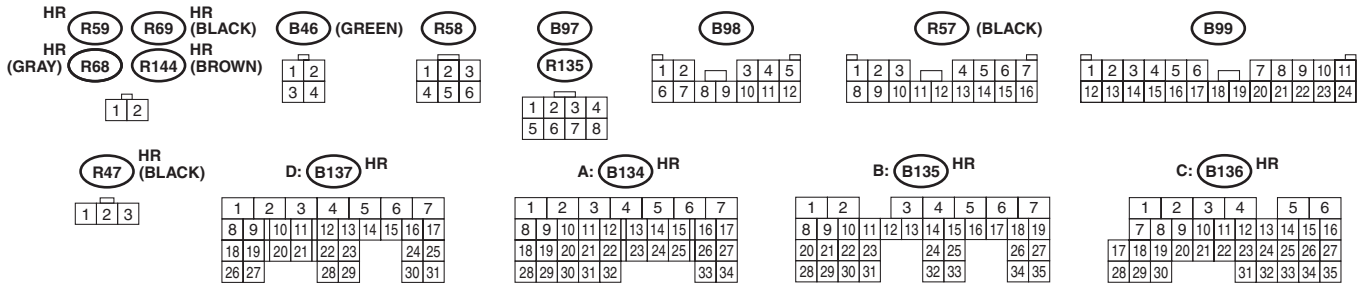 HR R59 R69 HR (BLACK) B46 (GREEN) R58 B97 B98 R57 (BLACK) B99
HR (GRAY) R68 R144 HR (BROWN) R135
1 2
1 2
3 4
1 2 3
4 5 6
1 2 3 4
5 6 7 8
1 2 3 4 5
6 7 8 9 10 11 12
1 2 3 4 5 6 7
8 9 10 11 12 13 14 15 16
1 2 3 4 5 6 7 8 9 10 11
12 13 14 15 16 17 18 19 20 21 22 23 24
R47 HR (BLACK) D: B137 HR A: B134 HR B: B135 HR C: B136 HR
1 2 3
1 2 3 4 5 6 7
8 9 10 11 12 13 14 15 16 17
18 19 20 21 22 23 24 25
26 27 28 29 30 31
1 2 3 4 5 6 7
8 9 10 11 12 13 14 15 16 17
18 19 20 21 22 23 24 25 26 27
28 29 30 31 32 33 34
1 2 3 4 5 6 7
8 9 10 11 12 13 14 15 16 17 18 19
20 21 22 23 24 25 26 27
28 29 30 31 32 33 34 35
1 2 3 4 5 6
7 8 9 10 11 12 13 14 15 16
17 18 19 20 21 22 23 24 25 26 27
28 29 30 31 32 33 34 35